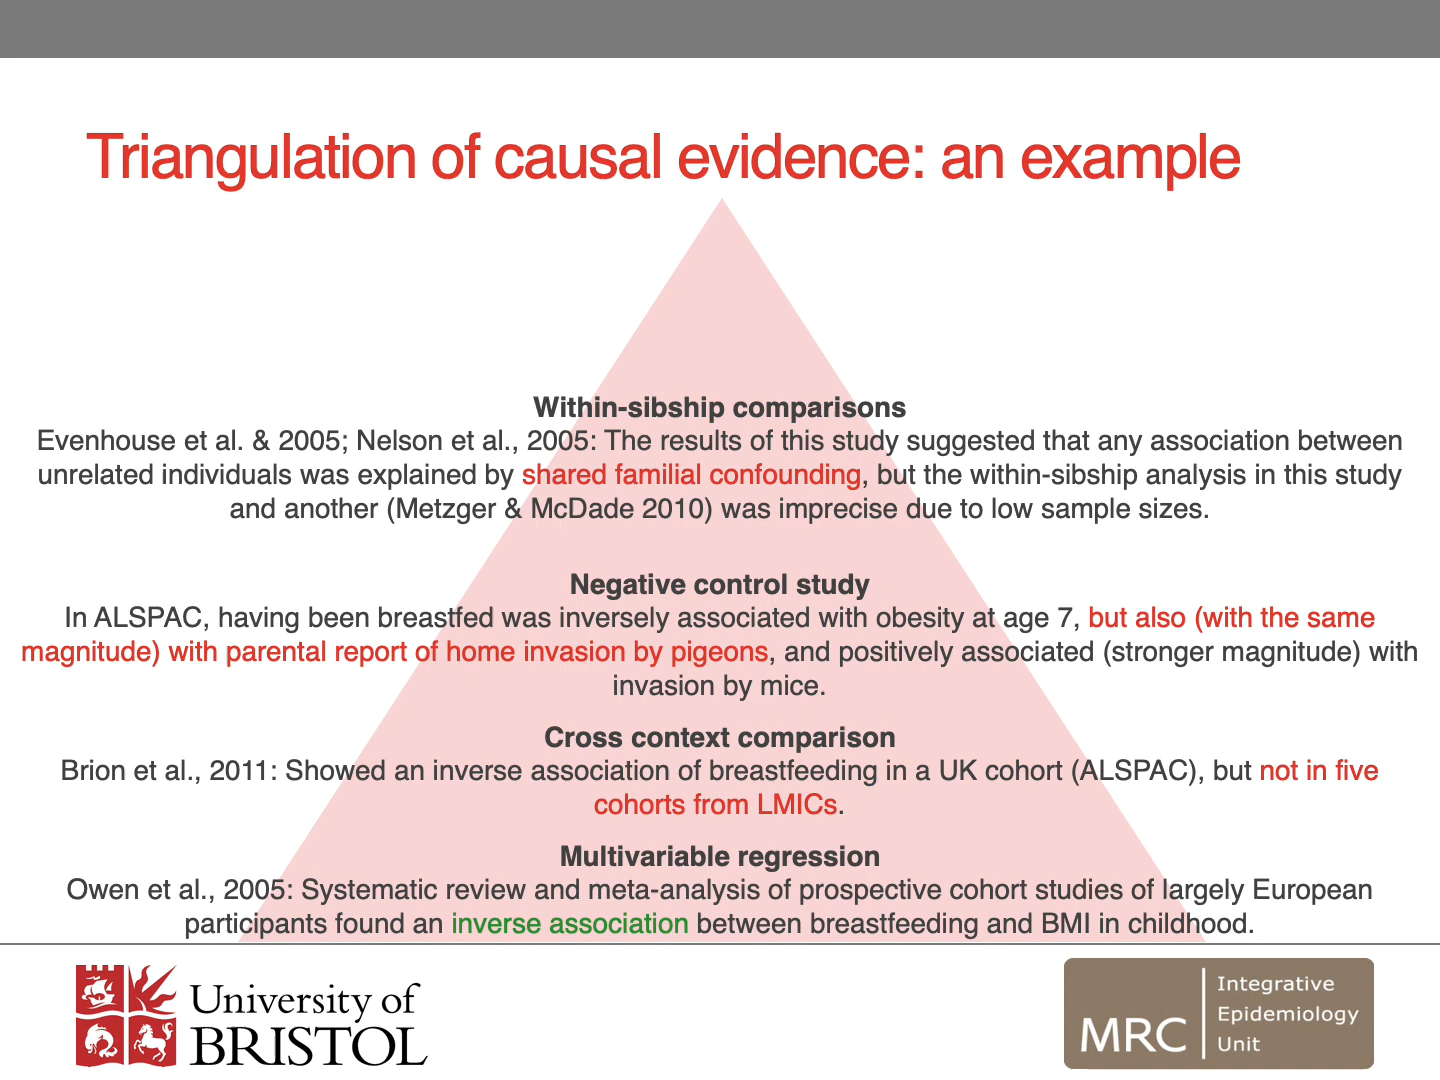 Triangulation of causal evidence: an example
Within-sibship comparisons
Evenhouse et al. & 2005; Nelson et al., 2005: The results of this study suggested that any association between
unrelated individuals was explained by shared familial confounding, but the within-sibship analysis in this study
and another (Metzger & McDade 2010) was imprecise due to low sample sizes.
Negative control study
In ALSPAC, having been breastfed was inversely associated with obesity at age 7, but also (with the same
magnitude) with parental report of home invasion by pigeons, and positively associated (stronger magnitude) with
invasion by mice.
Cross context comparison
Brion et al., 2011: Showed an inverse association of breastfeeding in a UK cohort (ALSPAC), but not in five
cohorts from LMICs.
Multivariable regression
Owen et al., 2005: Systematic review and meta-analysis of prospective cohort studies of largely European
participants found an inverse association between breastfeeding and BMI in childhood.
University of
BRISTOL
MRC
Integrative
Epidemiology
Unit